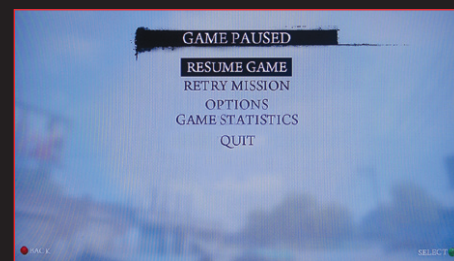 GAME PAUSED
RESUME GAME
RETRY MISSION
OPTIONS
GAME STATISTICS
QUIT
BACK
SELECT